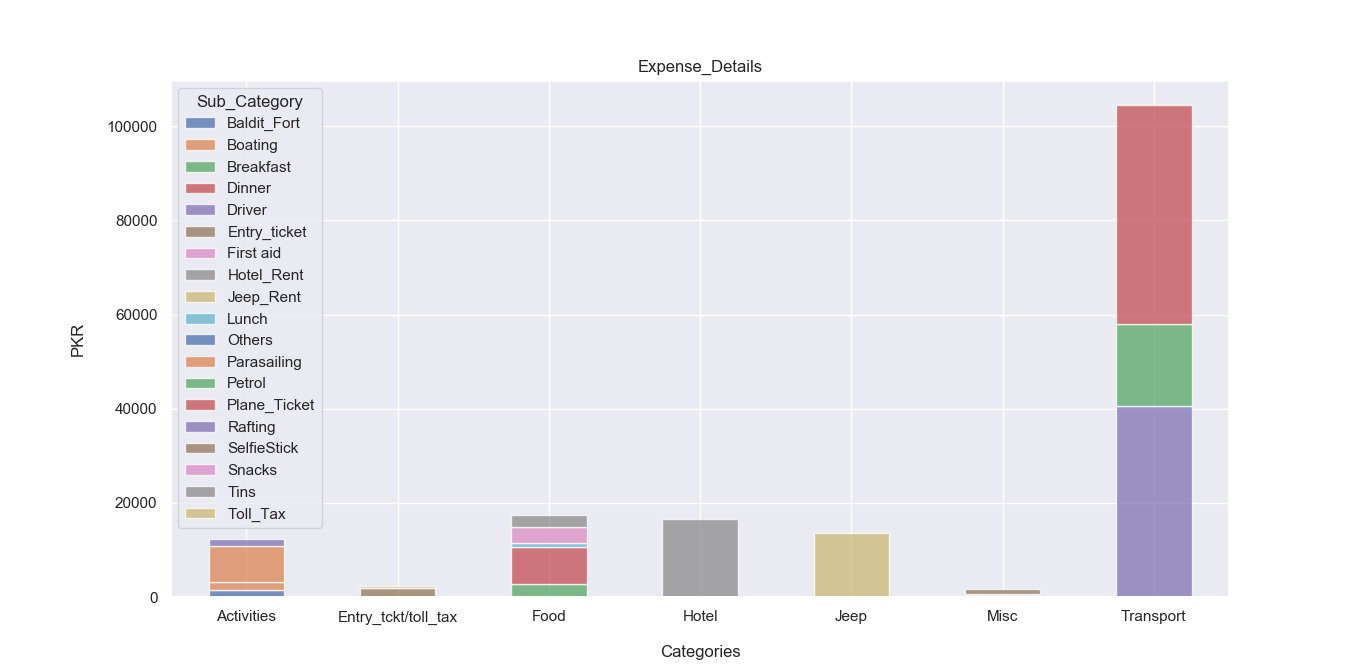 Expense_Details
Sub_Category
Baldit_Fort
Boating
Breakfast
Dinner
Driver
Entry_ticket
First aid
Hotel_Rent
Jeep_Rent
Lunch
Others
Parasailing
Petrol
Plane_Ticket
Rafting
SelfieStick
Snacks
Tins
Toll_Tax
100000
80000
60000
40000
20000
0
PKR
Activities Entry_tckt/toll_tax Food Hotel Jeep Misc Transport
Categories